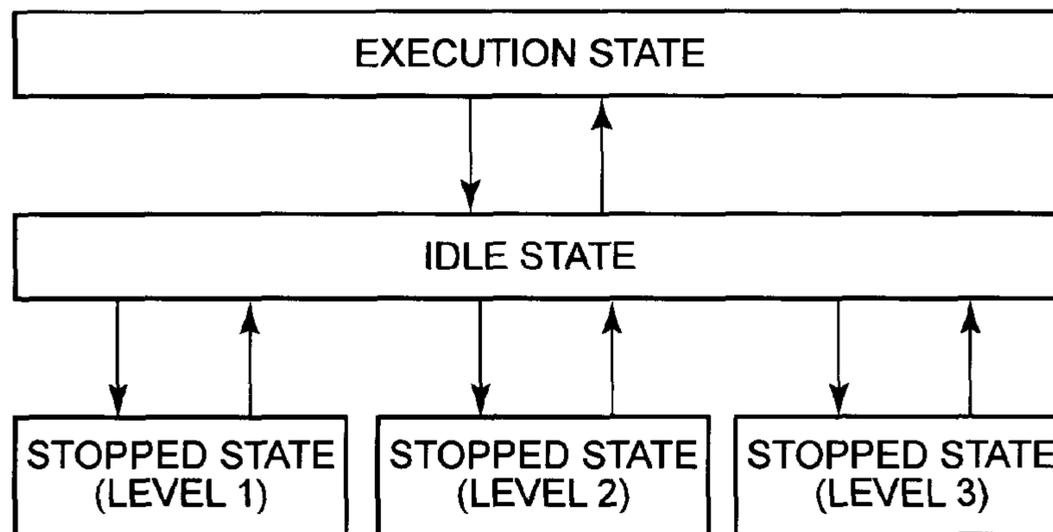 EXECUTION STATE
IDLE STATE
STOPPED STATE
(LEVEL 1)
STOPPED STATE
(LEVEL 2)
STOPPED STATE
(LEVEL 3)